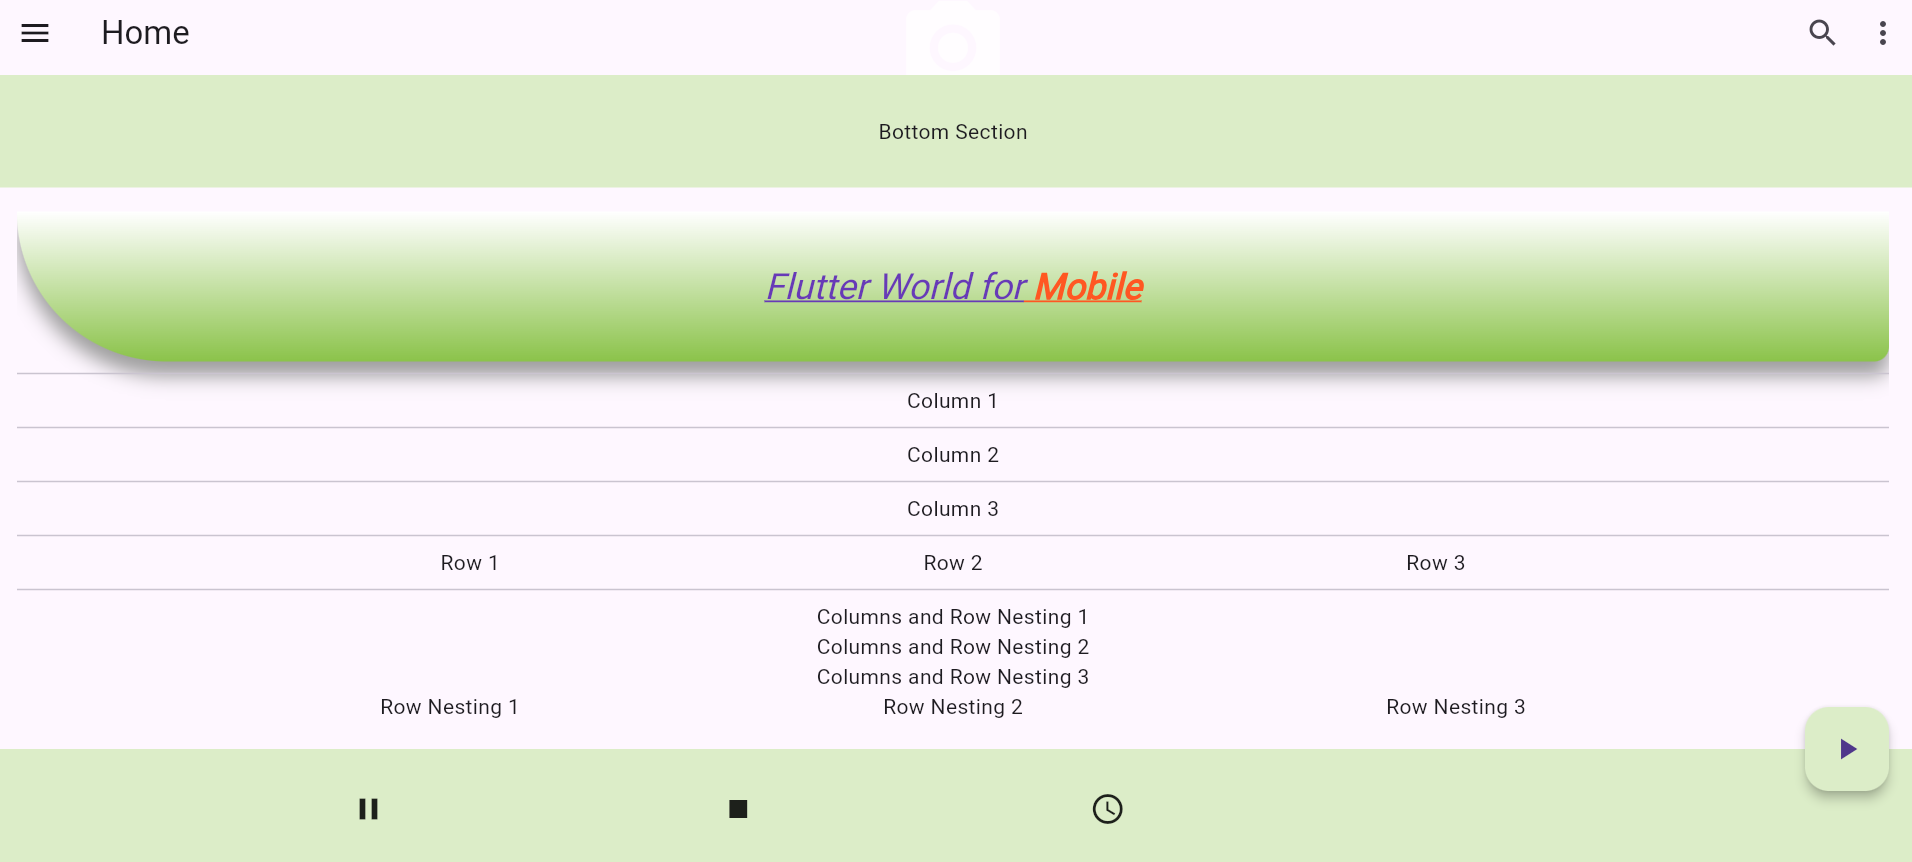 Home
Bottom Section
Flutter World for Mobile
Column 1
Column 2
Column 3
Row 1 Row 2 Row 3
Columns and Row Nesting 1
Columns and Row Nesting 2
Columns and Row Nesting 3
Row Nesting 1 Row Nesting 2 Row Nesting 3